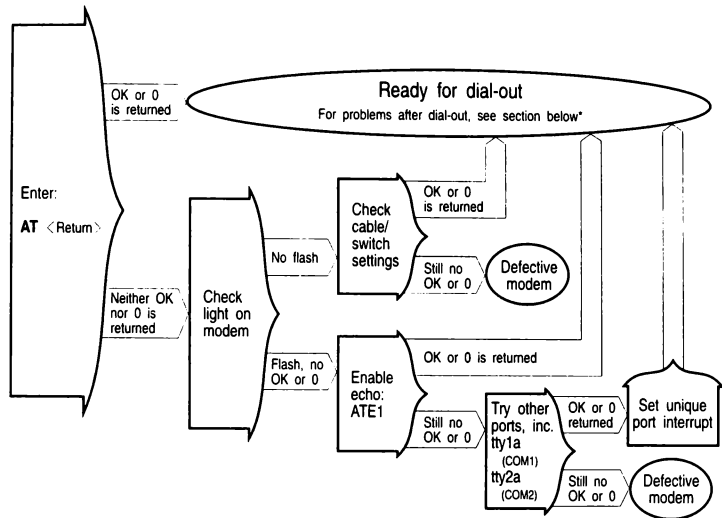 OK or 0
is returned
Ready for dial-out
For problems after dial-out, see section below*
Enter:
AT <Return>
Neither OK
nor 0 is
returned
Check
light on
modem
No flash
Check
cable/
switch
settings
OK or 0
is returned
Still no
OK or 0
Defective
modem
Flash, no
OK or 0
Enable
echo:
ATE1
OK or 0 is returned
Still no
OK or 0
Try other
ports, inc.
tty1a
(COM1)
tty2a
(COM2)
OK or 0
returned
Set unique
port interrupt
Still no
OK or 0
Defective
modem